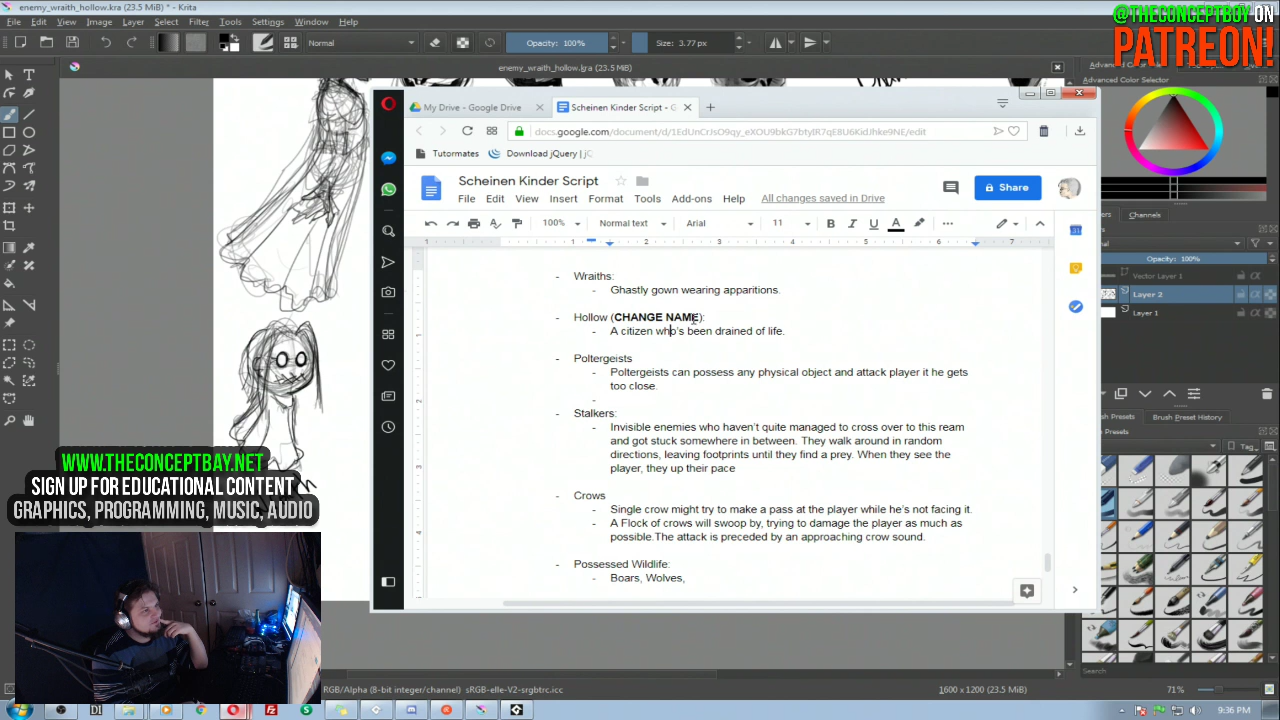 enemy_wraith_hollow.kra (23.5 MiB) * - Krita
@THECONCEPTBOY ON
PATREON!
File Edit View Image Layer Select Filter Tools Settings Window Help
Normal
Opacity: 100%
Size: 3.77 px
enemy_wraith_hollow.kra (23.5 MiB)
Advanced Color Selector
My Drive - Google Drive
Scheinen Kinder Script - G
Tutormates
Download jQuery | jQ
Scheinen Kinder Script
File Edit View Insert Format Tools Add-ons Help
All changes saved in Drive
Share
100%
Normal text
Arial
11
- Wraiths:
- Ghastly gown wearing apparitions.
- Hollow (CHANGE NAME):
- A citizen who's been drained of life.
- Poltergeists
- Poltergeists can possess any physical object and attack player it he gets
too close.
-
- Stalkers:
- Invisible enemies who haven't quite managed to cross over to this ream
and got stuck somewhere in between. They walk around in random
directions, leaving footprints until they find a prey. When they see the
player, they up their pace
- Crows
- Single crow might try to make a pass at the player while he's not facing it.
- A Flock of crows will swoop by, trying to damage the player as much as
possible.The attack is preceded by an approaching crow sound.
- Possessed Wildlife:
- Boars, Wolves,
Channels
Opacity: 100%
Vector Layer 1
Layer 2
Layer 1
Brush Preset History
Tag
Search
WWW.THECONCEPTBAY.NET
SIGN UP FOR EDUCATIONAL CONTENT
GRAPHICS, PROGRAMMING, MUSIC, AUDIO
RGB/Alpha (8-bit integer/channel) sRGB-elle-V2-srgbtrc.icc
1600 x 1200 (23.5 MiB)
71%
9:36 PM